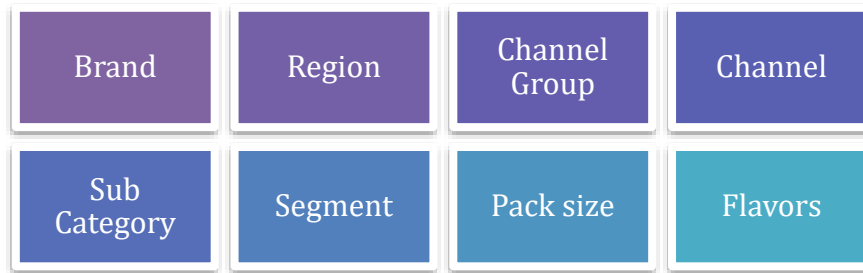 Brand
Region
Channel
Group
Channel
Sub
Category
Segment
Pack size
Flavors